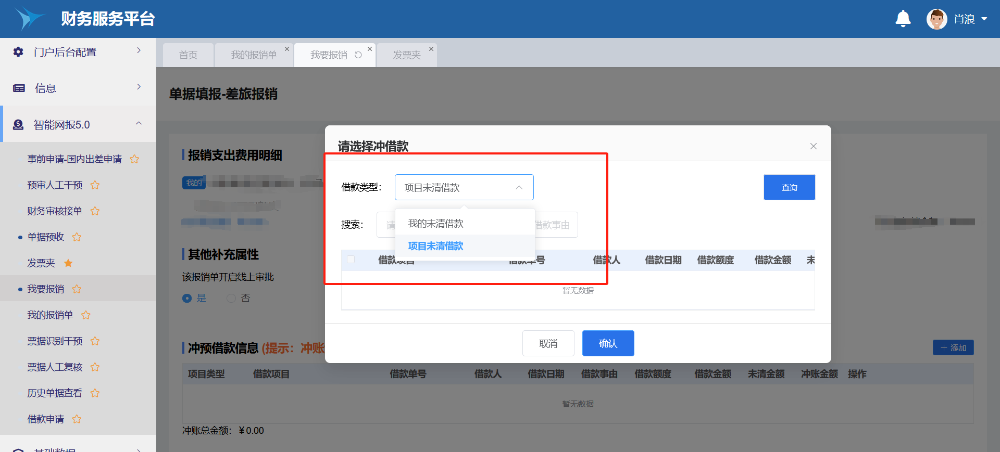 财务服务平台
肖浪
门户后台配置
信息
智能网报5.0
事前申请-国内出差申请
预审人工干预
财务审核接单
单据预收
发票夹
我要报销
我的报销单
票据识别干预
票据人工复核
历史单据查看
借款申请
基础数据
首页
我的报销单
我要报销
发票夹
单据填报-差旅报销
报销支出费用明细
我的
其他补充属性
该报销单开启线上审批
是
否
冲预借款信息 (提示：冲账
添加
项目类型 借款项目 借款单号 借款人 借款日期 借款事由 借款额度 借款金额 未清金额 冲账金额 操作
暂无数据
冲账总金额：¥0.00
请选择冲借款
借款类型：
项目未清借款
查询
搜索：
请
借款事由
我的未清借款
项目未清借款
借款项目 借款单号 借款人 借款日期 借款额度 借款金额 未
暂无数据
取消
确认